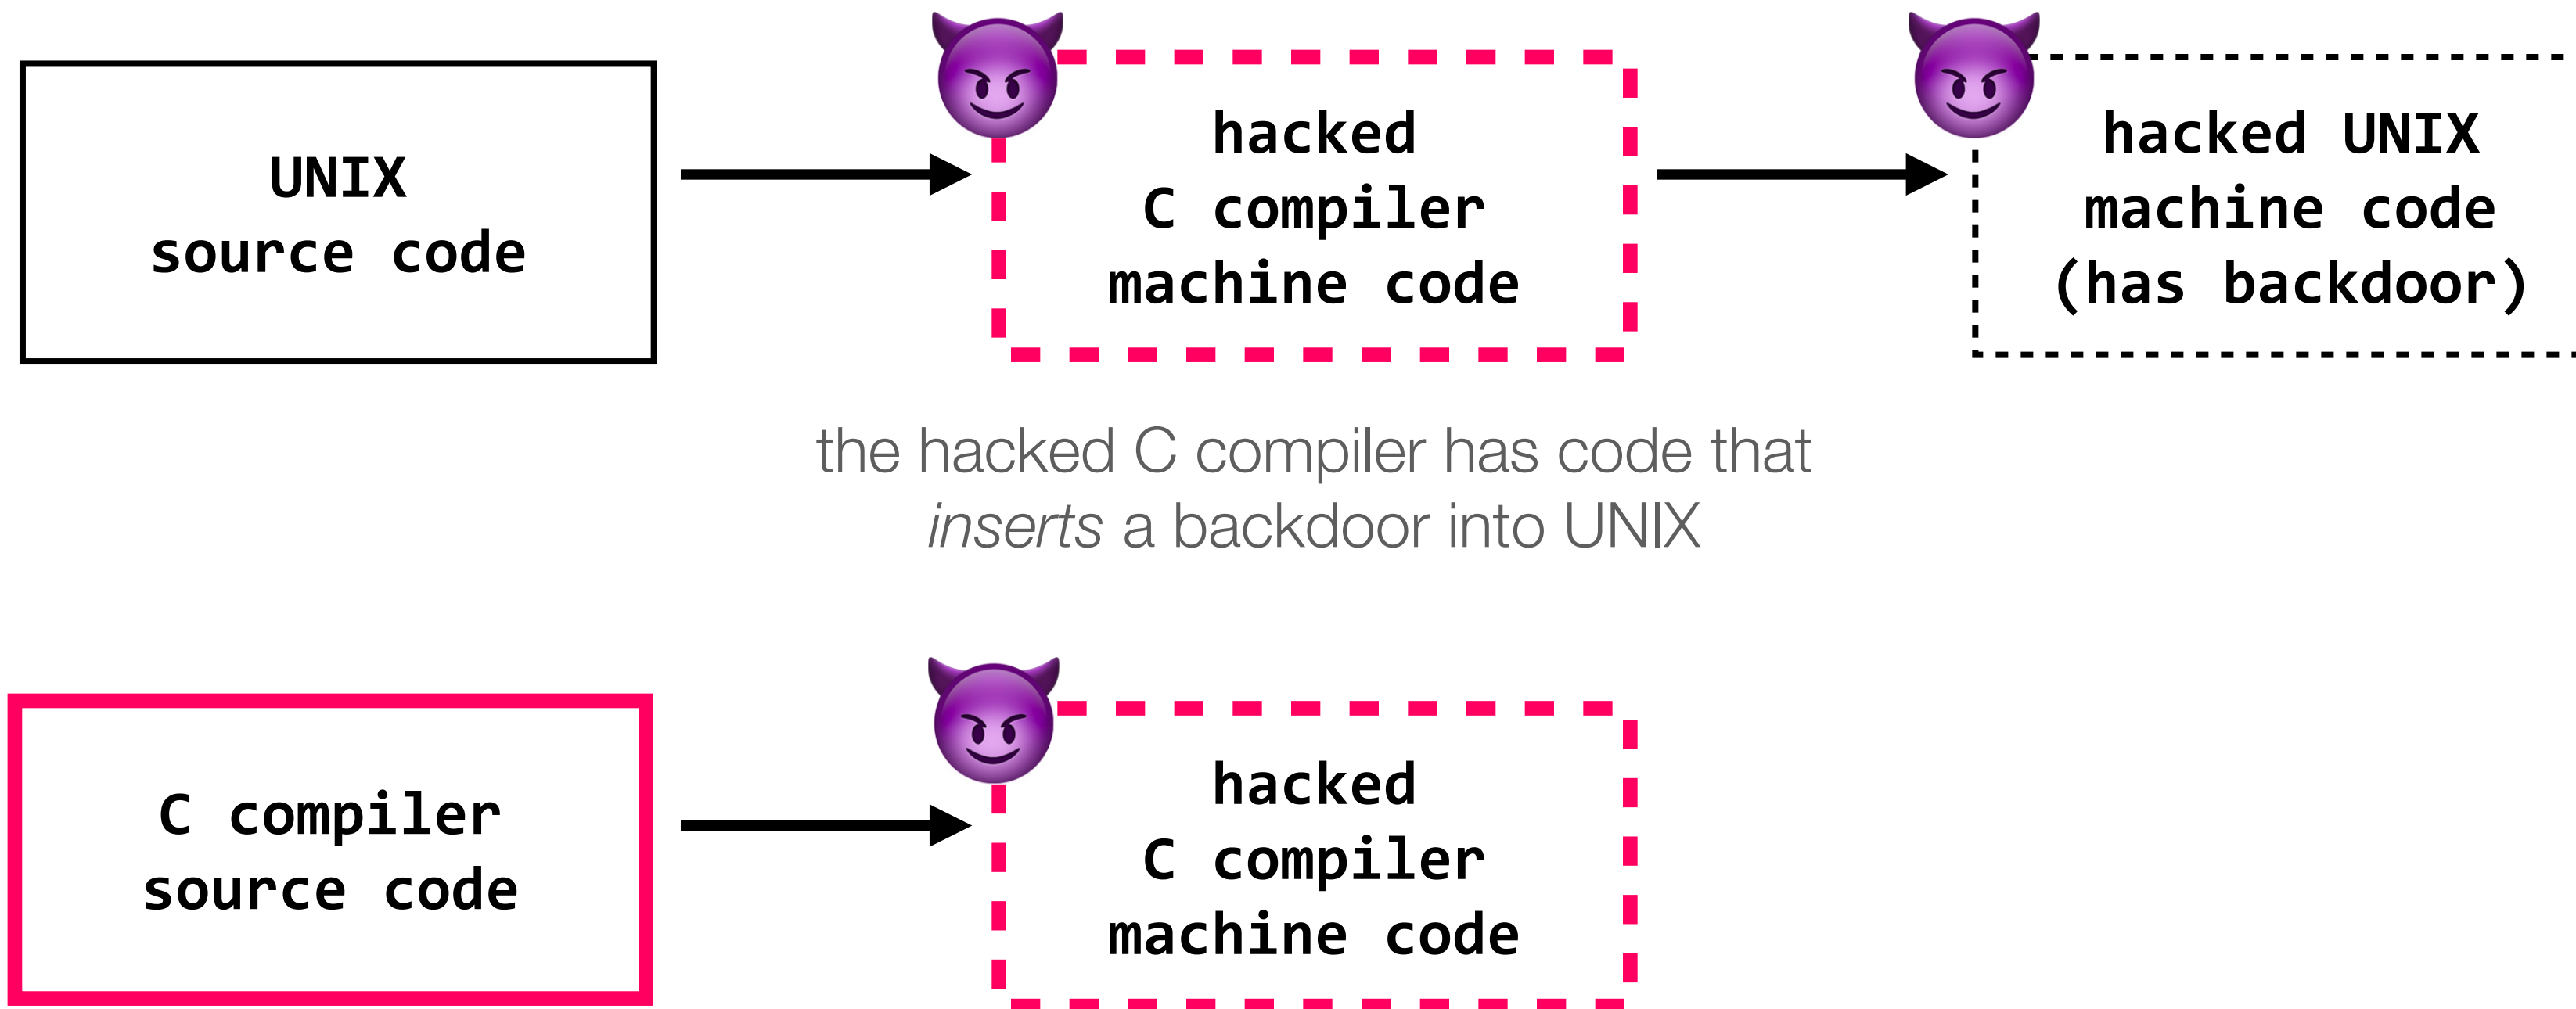 UNIX
source code
hacked
C compiler
machine code
hacked UNIX
machine code
(has backdoor)
the hacked C compiler has code that
inserts a backdoor into UNIX
C compiler
source code
hacked
C compiler
machine code